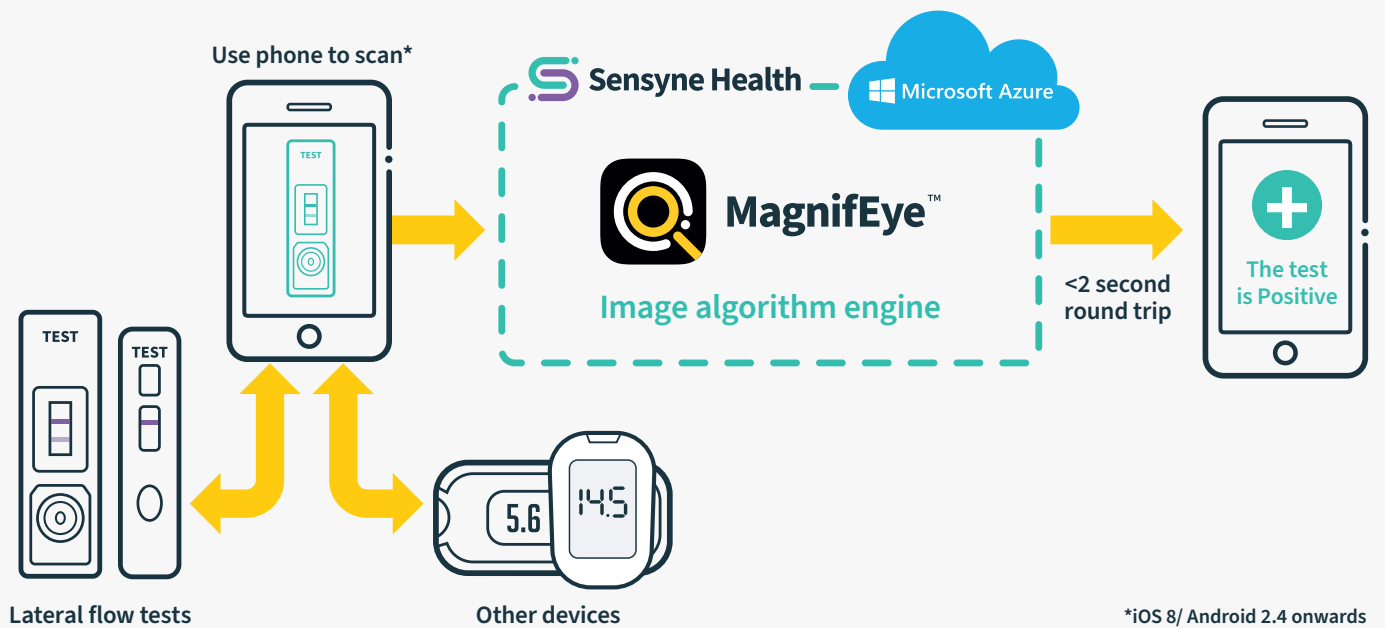 Use phone to scan*
TEST
Sensyne Health
Microsoft Azure
MagnifEye™
Image algorithm engine
<2 second
round trip
The test
is Positive
TEST
TEST
5.6
14.5
Lateral flow tests
Other devices
*iOS 8/ Android 2.4 onwards